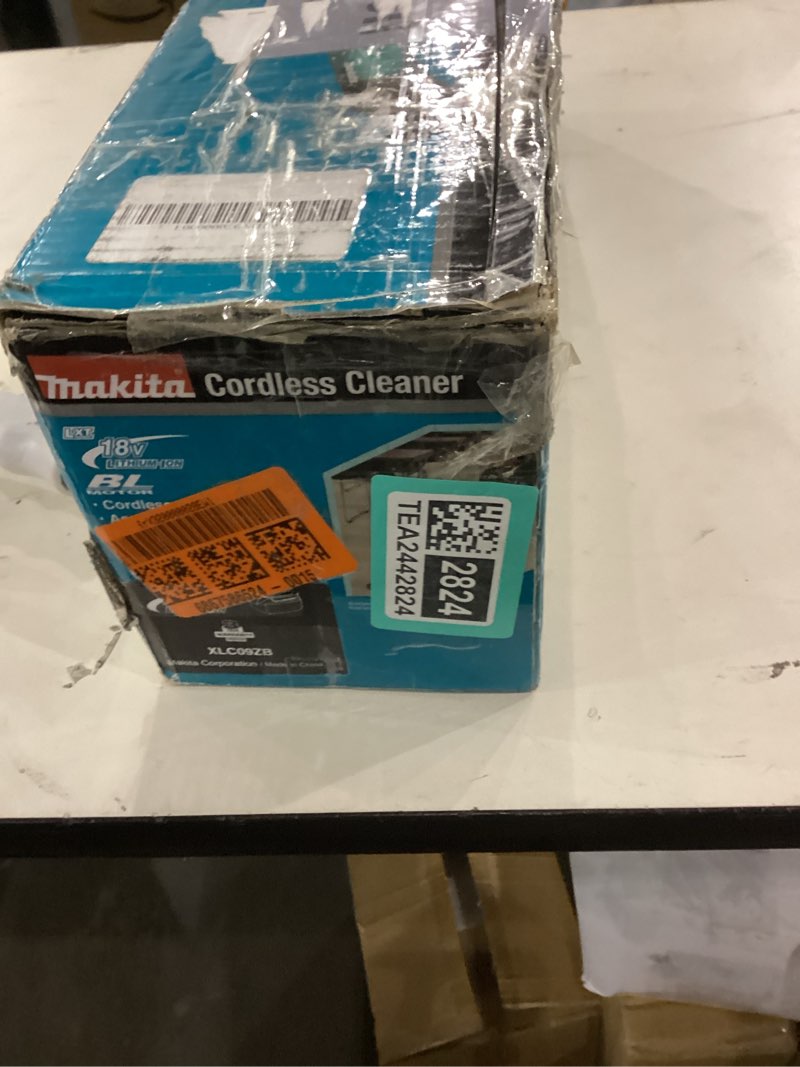 makita Cordless Cleaner
LXT
18V
LITHIUM-ION
BL
MOTOR
· Cordless
TEA2442824
2824
XLC09ZB
Makita Corporation / Made in China